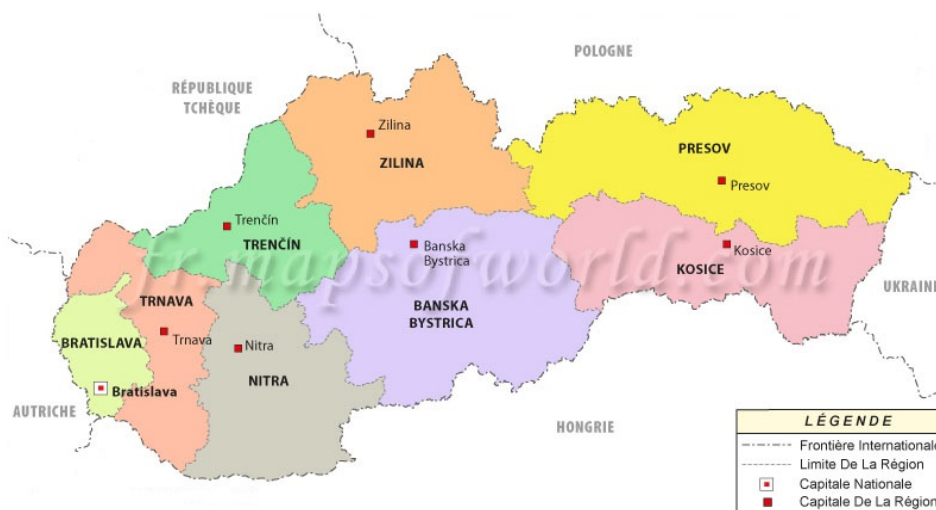 POLOGNE
RÉPUBLIQUE
TCHÈQUE
Zilina
ZILINA
PRESOV
Presov
Trenčín
TRENČÍN
Banska
Bystrica
Kosice
KOSICE
fr.mapsofworld.com
UKRAINE
TRNAVA
BANSKA
BYSTRICA
BRATISLAVA
Trnava
Nitra
NITRA
Bratislava
AUTRICHE
HONGRIE
LÉGENDE
Frontière Internationale
Limite De La Région
Capitale Nationale
Capitale De La Région